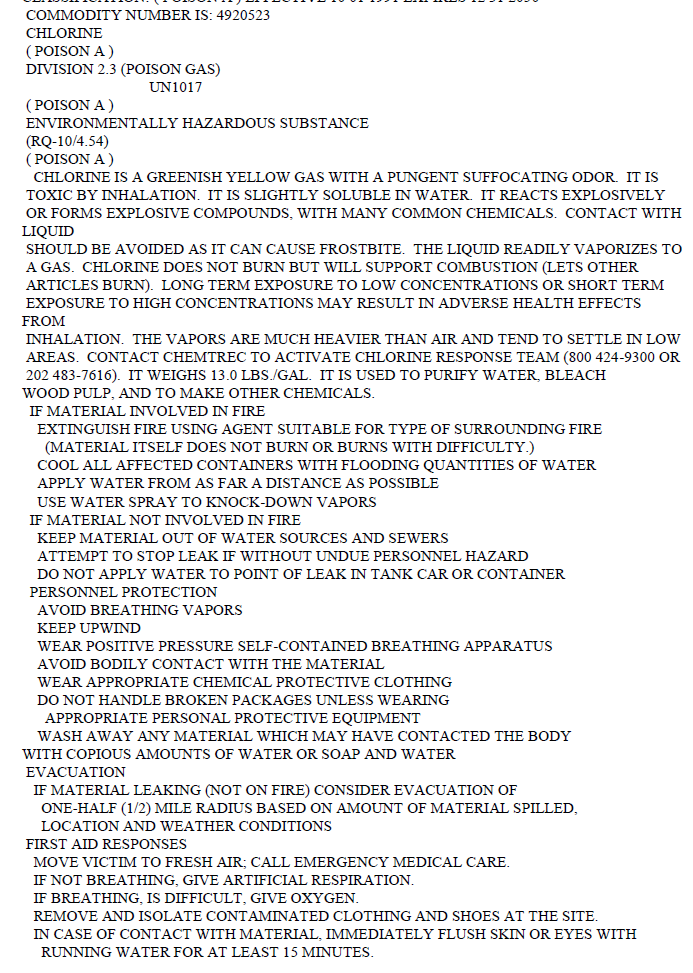 COMMODITY NUMBER IS: 4920523
CHLORINE
( POISON A )
DIVISION 2.3 (POISON GAS)
UN1017
( POISON A )
ENVIRONMENTALLY HAZARDOUS SUBSTANCE
(RQ-10/4.54)
( POISON A )
CHLORINE IS A GREENISH YELLOW GAS WITH A PUNGENT SUFFOCATING ODOR. IT IS
TOXIC BY INHALATION. IT IS SLIGHTLY SOLUBLE IN WATER. IT REACTS EXPLOSIVELY
OR FORMS EXPLOSIVE COMPOUNDS, WITH MANY COMMON CHEMICALS. CONTACT WITH
LIQUID
SHOULD BE AVOIDED AS IT CAN CAUSE FROSTBITE. THE LIQUID READILY VAPORIZES TO
A GAS. CHLORINE DOES NOT BURN BUT WILL SUPPORT COMBUSTION (LETS OTHER
ARTICLES BURN). LONG TERM EXPOSURE TO LOW CONCENTRATIONS OR SHORT TERM
EXPOSURE TO HIGH CONCENTRATIONS MAY RESULT IN ADVERSE HEALTH EFFECTS
FROM
INHALATION. THE VAPORS ARE MUCH HEAVIER THAN AIR AND TEND TO SETTLE IN LOW
AREAS. CONTACT CHEMTREC TO ACTIVATE CHLORINE RESPONSE TEAM (800 424-9300 OR
202 483-7616). IT WEIGHS 13.0 LBS./GAL. IT IS USED TO PURIFY WATER, BLEACH
WOOD PULP, AND TO MAKE OTHER CHEMICALS.
IF MATERIAL INVOLVED IN FIRE
EXTINGUISH FIRE USING AGENT SUITABLE FOR TYPE OF SURROUNDING FIRE
(MATERIAL ITSELF DOES NOT BURN OR BURNS WITH DIFFICULTY.)
COOL ALL AFFECTED CONTAINERS WITH FLOODING QUANTITIES OF WATER
APPLY WATER FROM AS FAR A DISTANCE AS POSSIBLE
USE WATER SPRAY TO KNOCK-DOWN VAPORS
IF MATERIAL NOT INVOLVED IN FIRE
KEEP MATERIAL OUT OF WATER SOURCES AND SEWERS
ATTEMPT TO STOP LEAK IF WITHOUT UNDUE PERSONNEL HAZARD
DO NOT APPLY WATER TO POINT OF LEAK IN TANK CAR OR CONTAINER
PERSONNEL PROTECTION
AVOID BREATHING VAPORS
KEEP UPWIND
WEAR POSITIVE PRESSURE SELF-CONTAINED BREATHING APPARATUS
AVOID BODILY CONTACT WITH THE MATERIAL
WEAR APPROPRIATE CHEMICAL PROTECTIVE CLOTHING
DO NOT HANDLE BROKEN PACKAGES UNLESS WEARING
APPROPRIATE PERSONAL PROTECTIVE EQUIPMENT
WASH AWAY ANY MATERIAL WHICH MAY HAVE CONTACTED THE BODY
WITH COPIOUS AMOUNTS OF WATER OR SOAP AND WATER
EVACUATION
IF MATERIAL LEAKING (NOT ON FIRE) CONSIDER EVACUATION OF
ONE-HALF (1/2) MILE RADIUS BASED ON AMOUNT OF MATERIAL SPILLED,
LOCATION AND WEATHER CONDITIONS
FIRST AID RESPONSES
MOVE VICTIM TO FRESH AIR; CALL EMERGENCY MEDICAL CARE.
IF NOT BREATHING, GIVE ARTIFICIAL RESPIRATION.
IF BREATHING, IS DIFFICULT, GIVE OXYGEN.
REMOVE AND ISOLATE CONTAMINATED CLOTHING AND SHOES AT THE SITE.
IN CASE OF CONTACT WITH MATERIAL, IMMEDIATELY FLUSH SKIN OR EYES WITH
RUNNING WATER FOR AT LEAST 15 MINUTES.